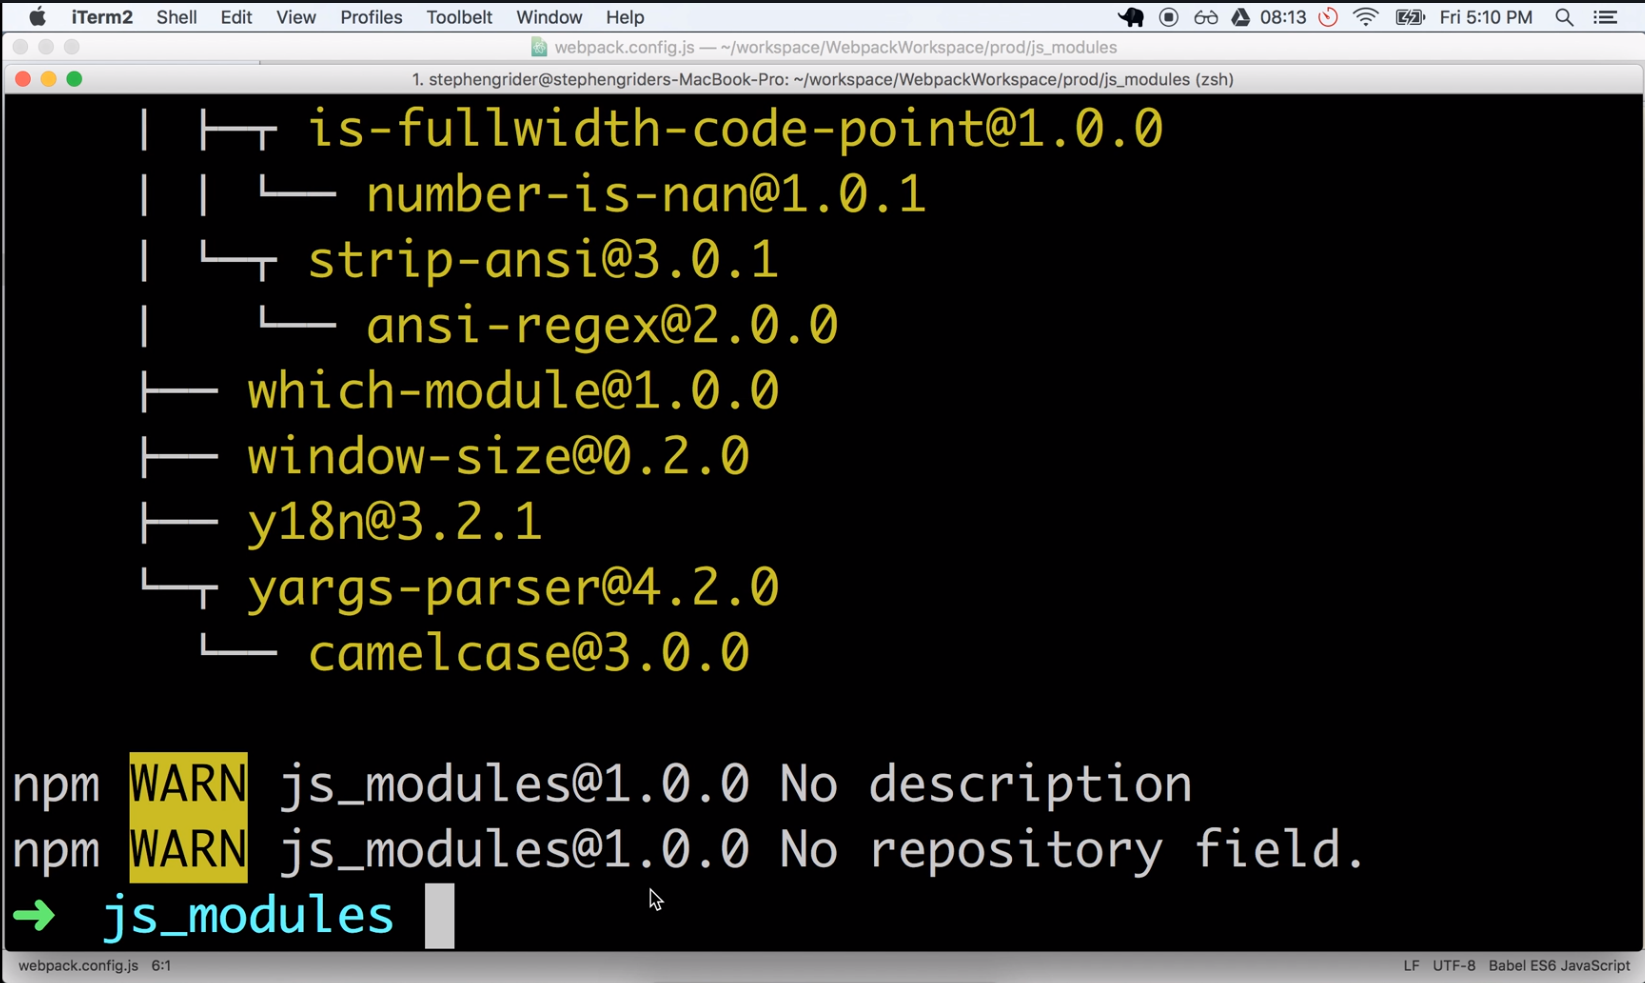 iTerm2 Shell Edit View Profiles Toolbelt Window Help 08:13 Fri 5:10 PM
webpack.config.js — ~/workspace/WebpackWorkspace/prod/js_modules
1. stephengrider@stephengriders-MacBook-Pro: ~/workspace/WebpackWorkspace/prod/js_modules (zsh)
│ ├─┬ is-fullwidth-code-point@1.0.0
│ │ └── number-is-nan@1.0.1
│ └─┬ strip-ansi@3.0.1
│   └── ansi-regex@2.0.0
├── which-module@1.0.0
├── window-size@0.2.0
├── y18n@3.2.1
└─┬ yargs-parser@4.2.0
  └── camelcase@3.0.0
npm WARN js_modules@1.0.0 No description
npm WARN js_modules@1.0.0 No repository field.
➜ js_modules
webpack.config.js 6:1 LF UTF-8 Babel ES6 JavaScript